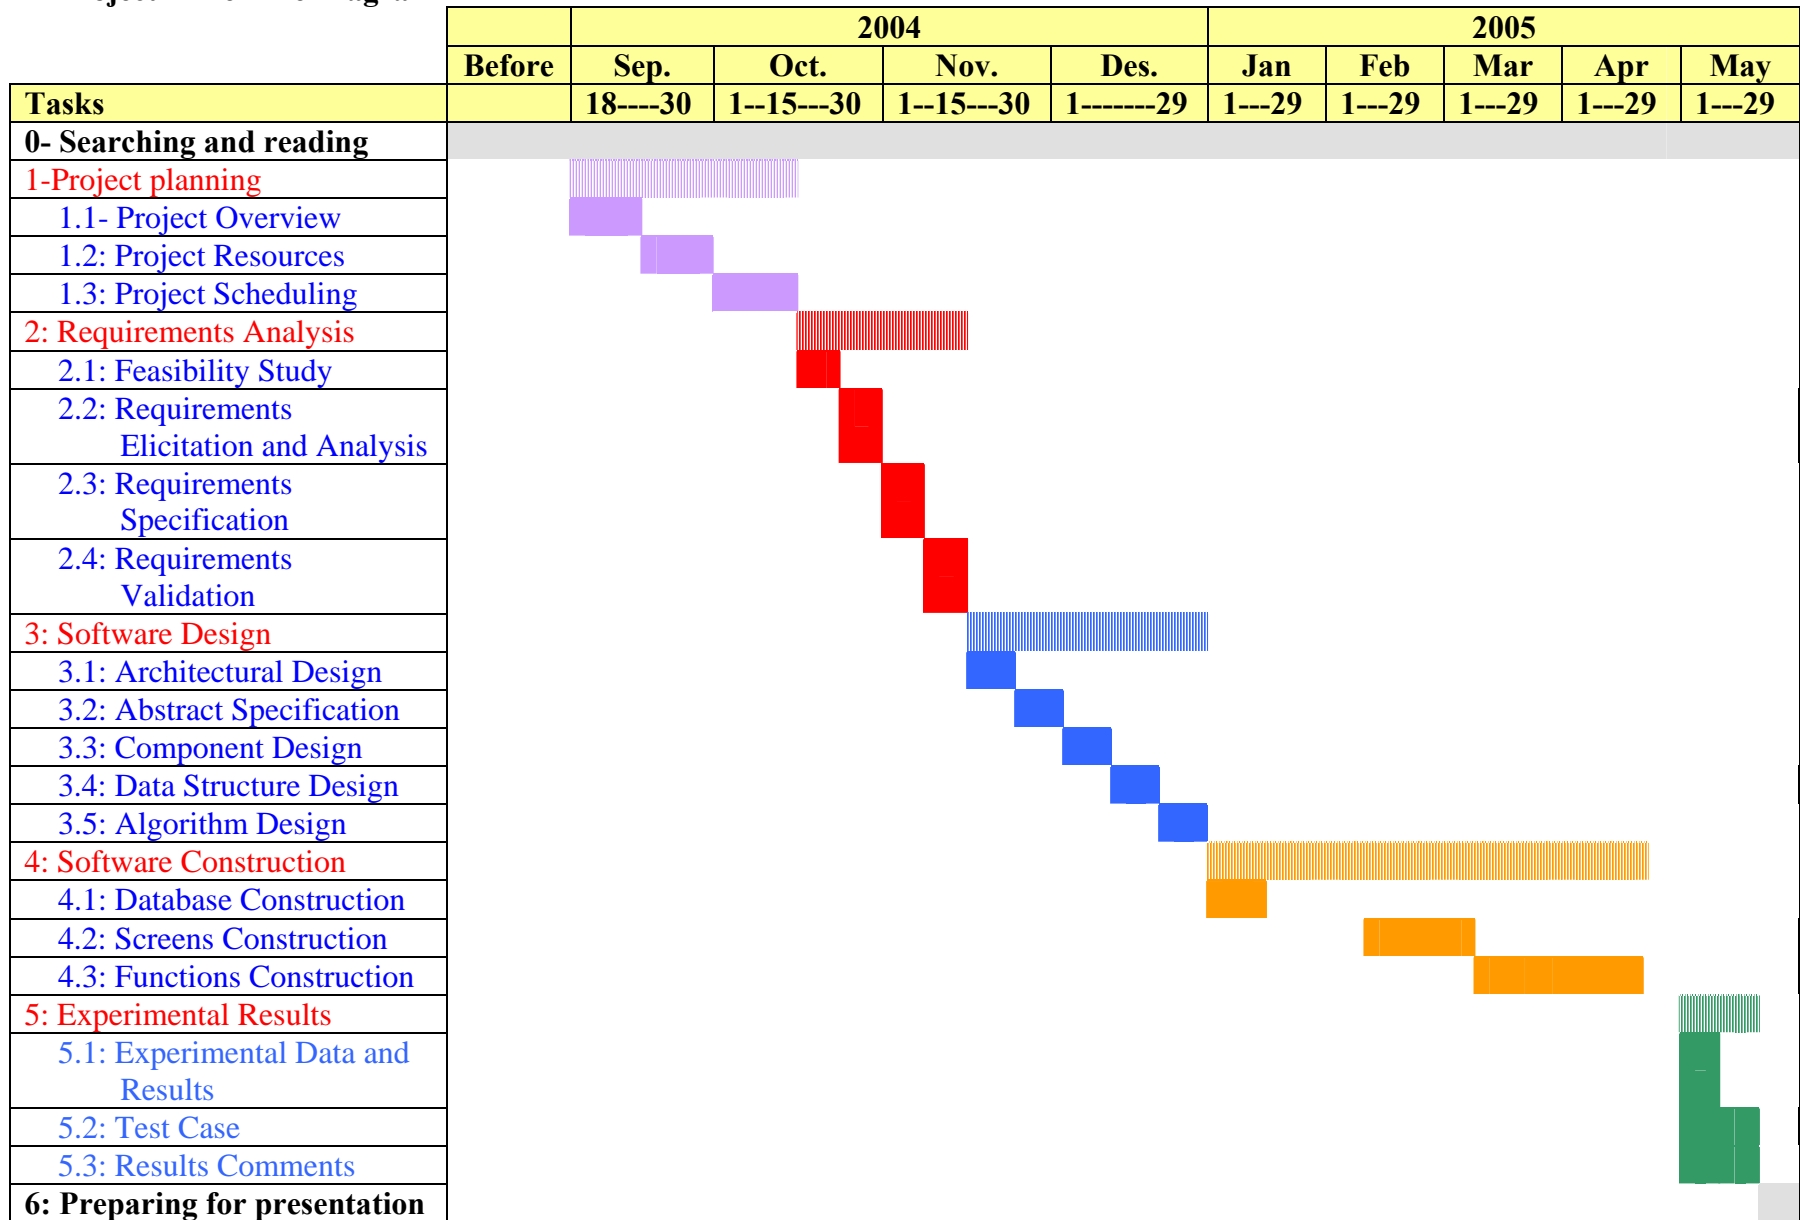 2004 2005
Before Sep. Oct. Nov. Des. Jan Feb Mar Apr May
Tasks 18----30 1--15---30 1--15---30 1-------29 1---29 1---29 1---29 1---29 1---29
0- Searching and reading
1-Project planning
1.1- Project Overview
1.2: Project Resources
1.3: Project Scheduling
2: Requirements Analysis
2.1: Feasibility Study
2.2: Requirements
Elicitation and Analysis
2.3: Requirements
Specification
2.4: Requirements
Validation
3: Software Design
3.1: Architectural Design
3.2: Abstract Specification
3.3: Component Design
3.4: Data Structure Design
3.5: Algorithm Design
4: Software Construction
4.1: Database Construction
4.2: Screens Construction
4.3: Functions Construction
5: Experimental Results
5.1: Experimental Data and
Results
5.2: Test Case
5.3: Results Comments
6: Preparing for presentation